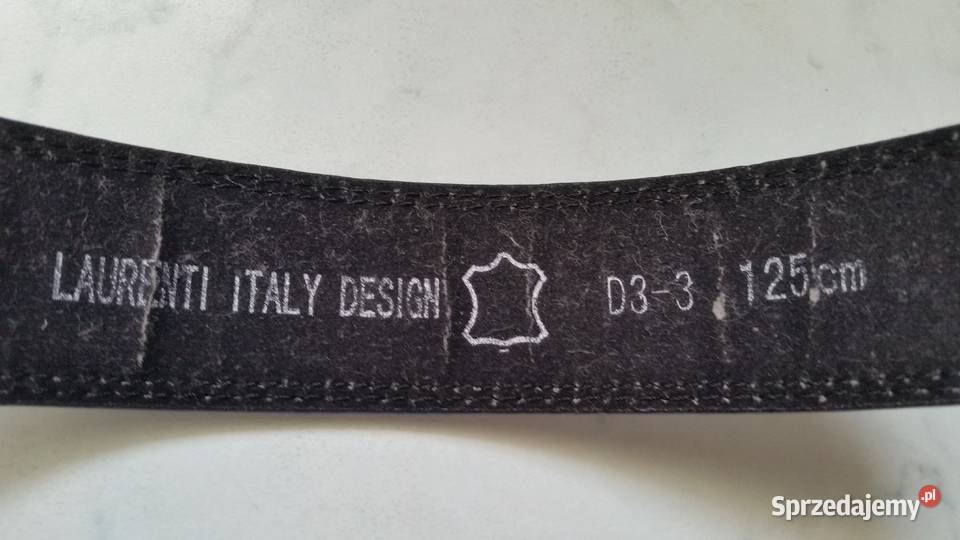 LAURENTI ITALY DESIGN D3-3 125cm
Sprzedajemy.pl